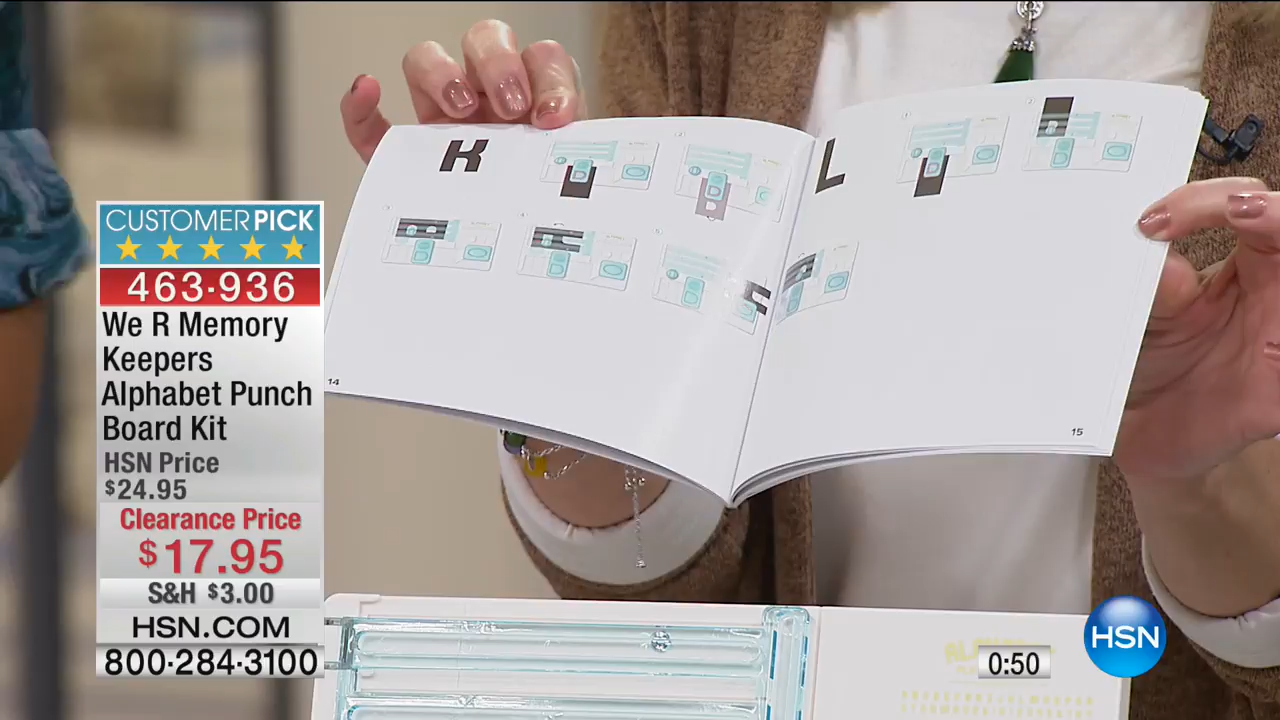 CUSTOMER PICK
463-936
We R Memory
Keepers
Alphabet Punch
Board Kit
HSN Price
$24.95
Clearance Price
$17.95
S&H $3.00
HSN.COM
800-284-3100
K
L
14
15
HSN
0:50